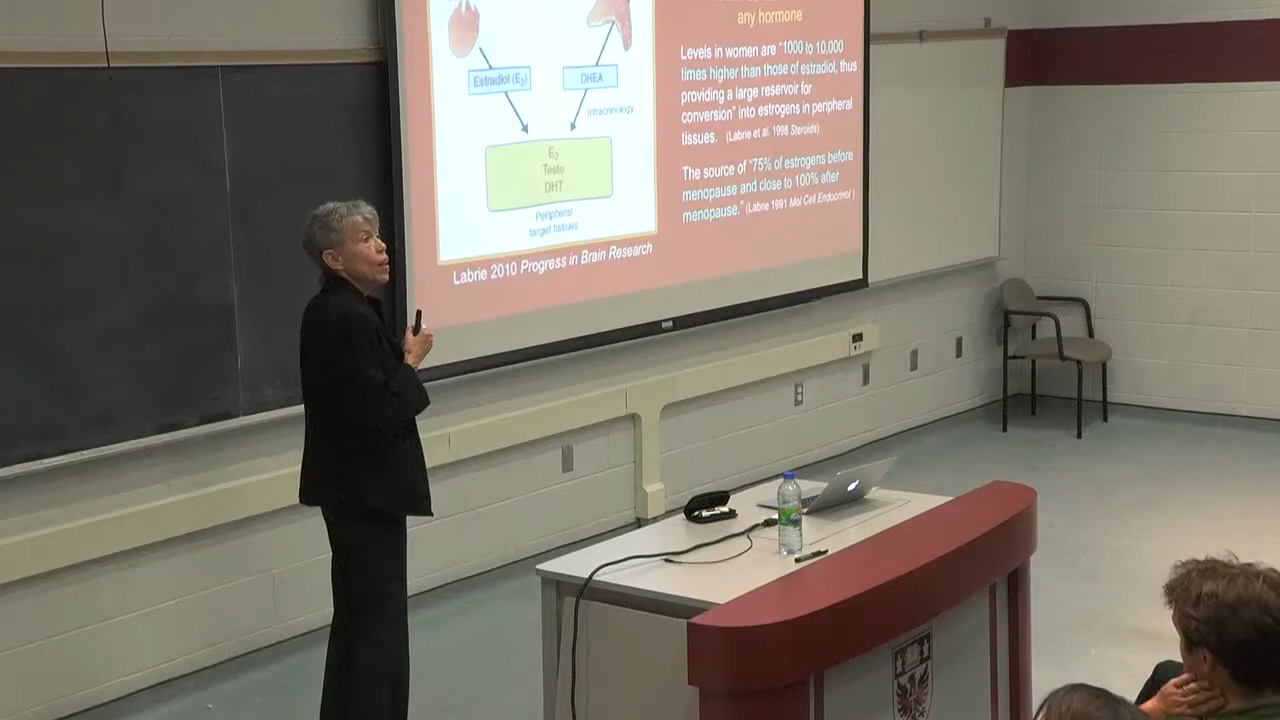 any hormone
Levels in women are "1000 to 10,000
times higher than those of estradiol, thus
providing a large reservoir for
conversion" into estrogens in peripheral
tissues. (Labrie et al. 1998 Steroids)
The source of "75% of estrogens before
menopause and close to 100% after
menopause." (Labrie 1991 Mol Cell Endocrinol)
Estradiol (E₂)
DHEA
Intracrinology
E₂
Testo
DHT
Peripheral
target tissues
Labrie 2010 Progress in Brain Research